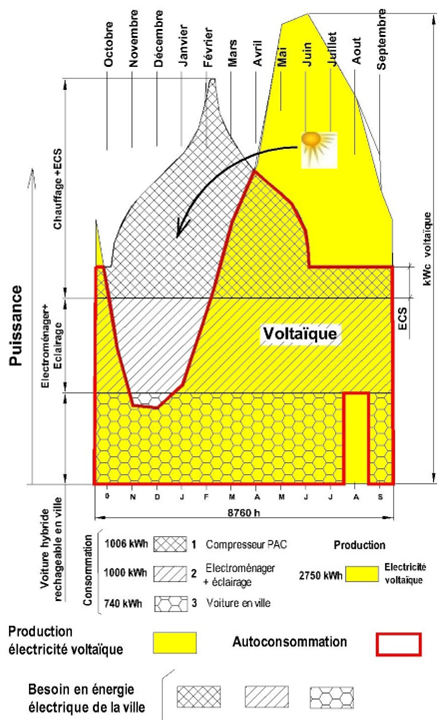 Octobre
Novembre
Décembre
Janvier
Février
Mars
Avril
Mai
Juin
Juillet
Aout
Septembre
Puissance
Chauffage +ECS
Electroménager+
Eclairage
Voiture hybride
rechargeable en ville
kWc voltaïque
ECS
Voltaïque
0 N D J F M A M J J A S
8760 h
Consommation
1006 kWh 1 Compresseur PAC
1000 kWh 2 Electroménager
+ éclairage
740 kWh 3 Voiture en ville
Production
2750 kWh Electricité
voltaïque
Production
électricité voltaïque
Autoconsommation
Besoin en énergie
électrique de la ville